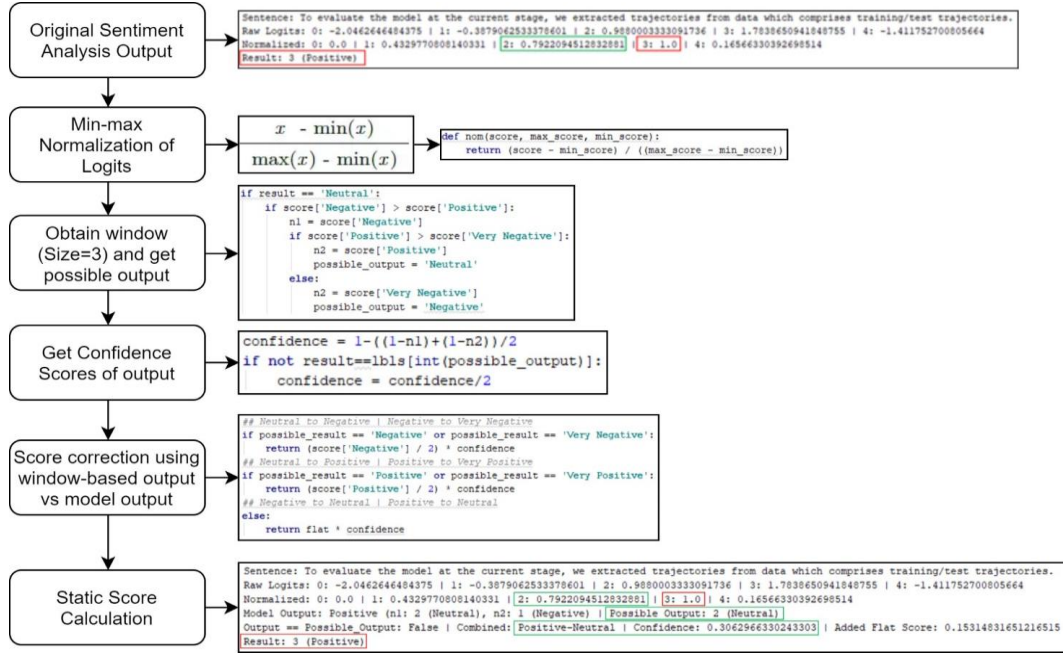 Original Sentiment
Analysis Output
Sentence: To evaluate the model at the current stage, we extracted trajectories from data which comprises training/test trajectories.
Raw Logits: 0: -2.0462646484375 | 1: -0.3879062533378601 | 2: 0.9880003333091736 | 3: 1.7838650941848755 | 4: -1.411752700805664
Normalized: 0: 0.0 | 1: 0.4329770808140331 | 2: 0.7922094512832881 | 3: 1.0 | 4: 0.16566330392698514
Result: 3 (Positive)
Min-max
Normalization of
Logits
x - min(x)
max(x) - min(x)
def nom(score, max_score, min_score):
return (score - min_score) / ((max_score - min_score))
Obtain window
(Size=3) and get
possible output
if result == 'Neutral':
if score['Negative'] > score['Positive']:
n1 = score['Negative']
if score['Positive'] > score['Very Negative']:
n2 = score['Positive']
possible_output = 'Neutral'
else:
n2 = score['Very Negative']
possible_output = 'Negative'
Get Confidence
Scores of output
confidence = 1-((1-n1)+(1-n2))/2
if not result==lbls[int(possible_output)]:
confidence = confidence/2
Score correction using
window-based output
vs model output
## Neutral to Negative | Negative to Very Negative
if possible_result == 'Negative' or possible_result == 'Very Negative':
return (score['Negative'] / 2) * confidence
## Neutral to Positive | Positive to Very Positive
if possible_result == 'Positive' or possible_result == 'Very Positive':
return (score['Positive'] / 2) * confidence
## Negative to Neutral | Positive to Neutral
else:
return flat * confidence
Static Score
Calculation
Sentence: To evaluate the model at the current stage, we extracted trajectories from data which comprises training/test trajectories.
Raw Logits: 0: -2.0462646484375 | 1: -0.3879062533378601 | 2: 0.9880003333091736 | 3: 1.7838650941848755 | 4: -1.411752700805664
Normalized: 0: 0.0 | 1: 0.4329770808140331 | 2: 0.7922094512832881 | 3: 1.0 | 4: 0.16566330392698514
Model Output: Positive (n1: 2 (Neutral), n2: 1 (Negative) | Possible Output: 2 (Neutral)
Output == Possible_Output: False | Combined: Positive-Neutral | Confidence: 0.3062966330243303 | Added Flat Score: 0.15314831651216515
Result: 3 (Positive)